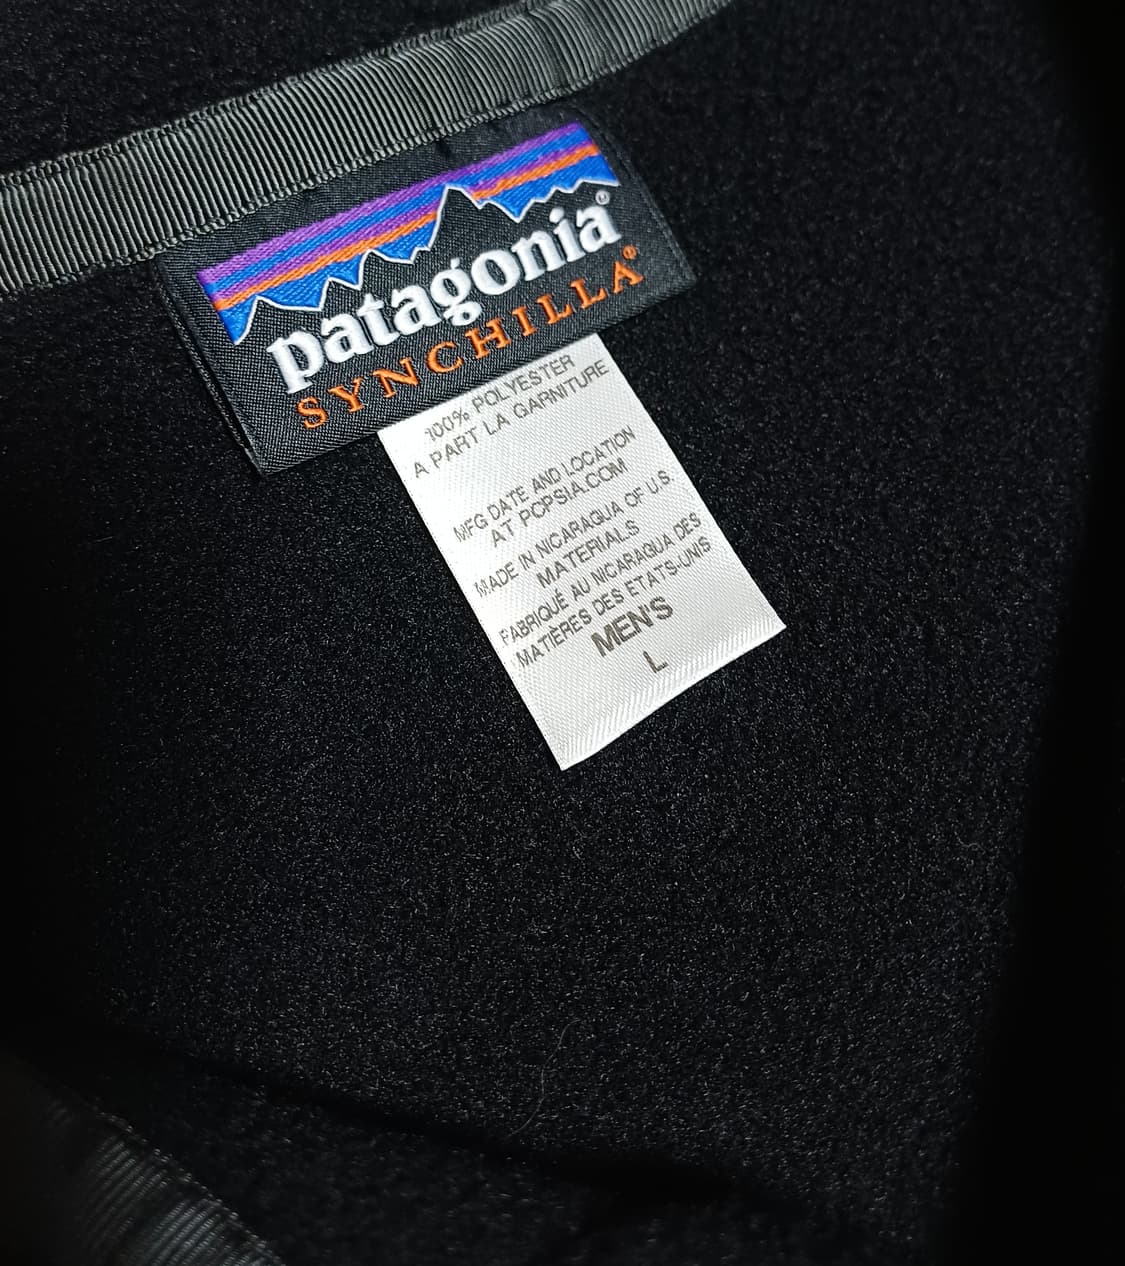 patagonia®
SYNCHILLA®
100% POLYESTER
A PART LA GARNITURE
MFG DATE AND LOCATION
AT PCPSIA.COM
MADE IN NICARAGUA OF U.S.
MATERIALS
FABRIQUÉ AU NICARAGUA DES
MATIÈRES DES ETATS-UNIS
MEN'S
L